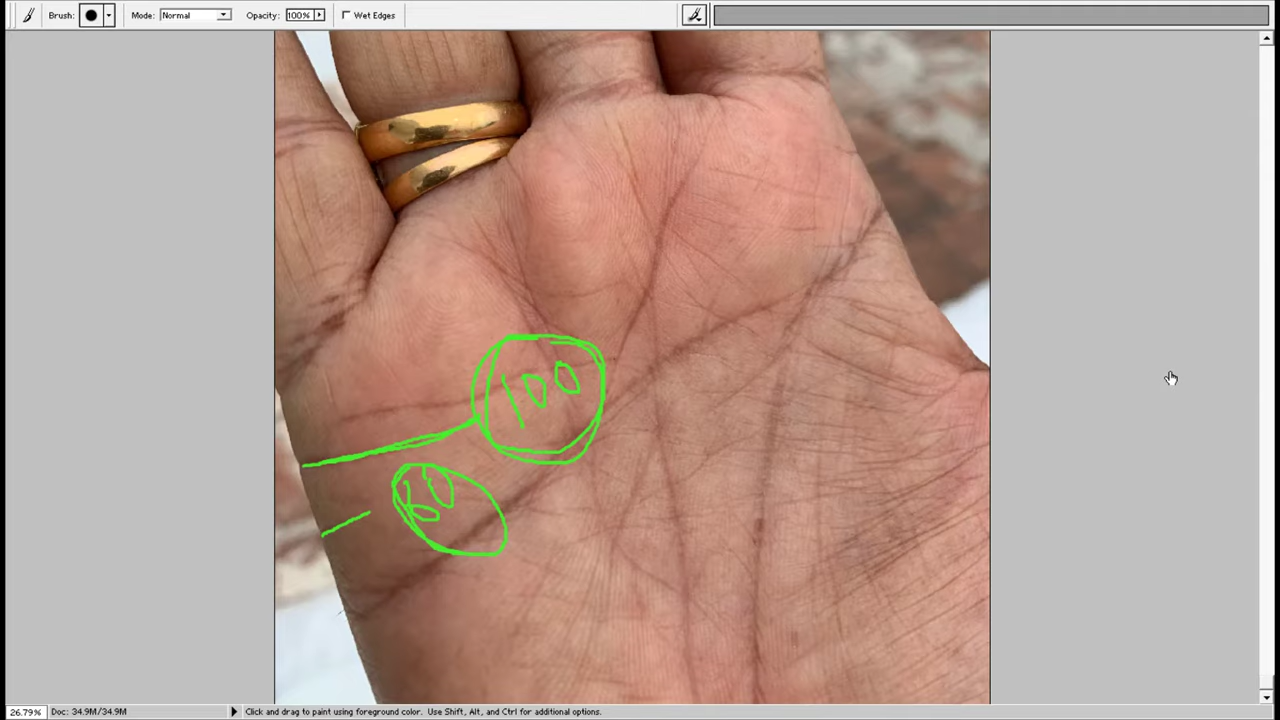 Brush: Mode: Normal Opacity: 100% Wet Edges
100
80
26.79% Doc: 34.9M/34.9M Click and drag to paint using foreground color. Use Shift, Alt, and Ctrl for additional options.